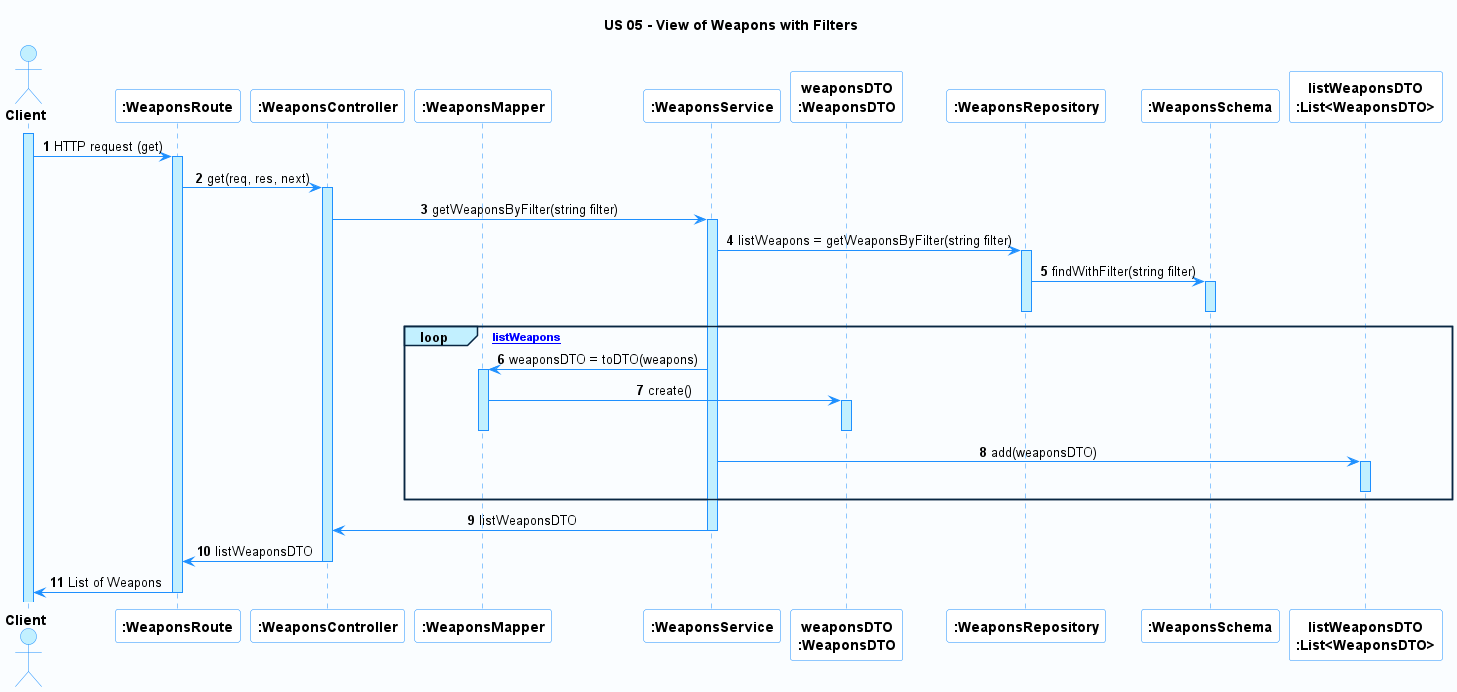 US 05 - View of Weapons with Filters
Client
:WeaponsRoute
:WeaponsController
:WeaponsMapper
:WeaponsService
weaponsDTO
:WeaponsDTO
:WeaponsRepository
:WeaponsSchema
listWeaponsDTO
:List<WeaponsDTO>
1 HTTP request (get)
2 get(req, res, next)
3 getWeaponsByFilter(string filter)
4 listWeapons = getWeaponsByFilter(string filter)
5 findWithFilter(string filter)
loop listWeapons
6 weaponsDTO = toDTO(weapons)
7 create()
8 add(weaponsDTO)
9 listWeaponsDTO
10 listWeaponsDTO
11 List of Weapons
Client
:WeaponsRoute
:WeaponsController
:WeaponsMapper
:WeaponsService
weaponsDTO
:WeaponsDTO
:WeaponsRepository
:WeaponsSchema
listWeaponsDTO
:List<WeaponsDTO>